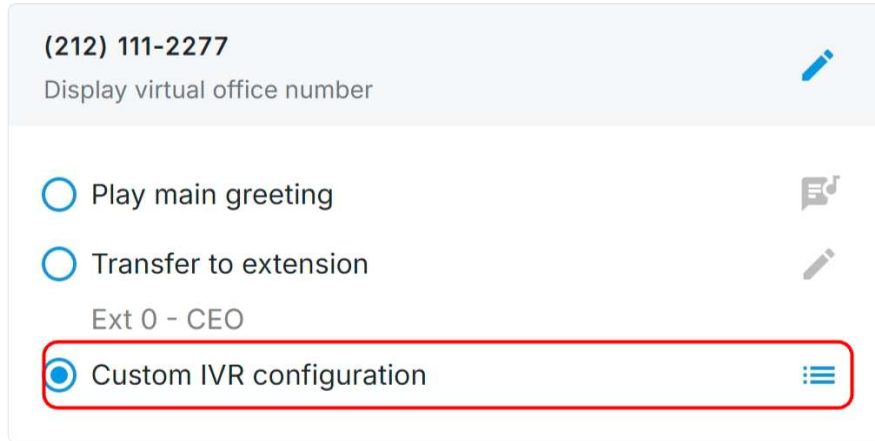 (212) 111-2277
Display virtual office number
Play main greeting
Transfer to extension
Ext 0 - CEO
Custom IVR configuration